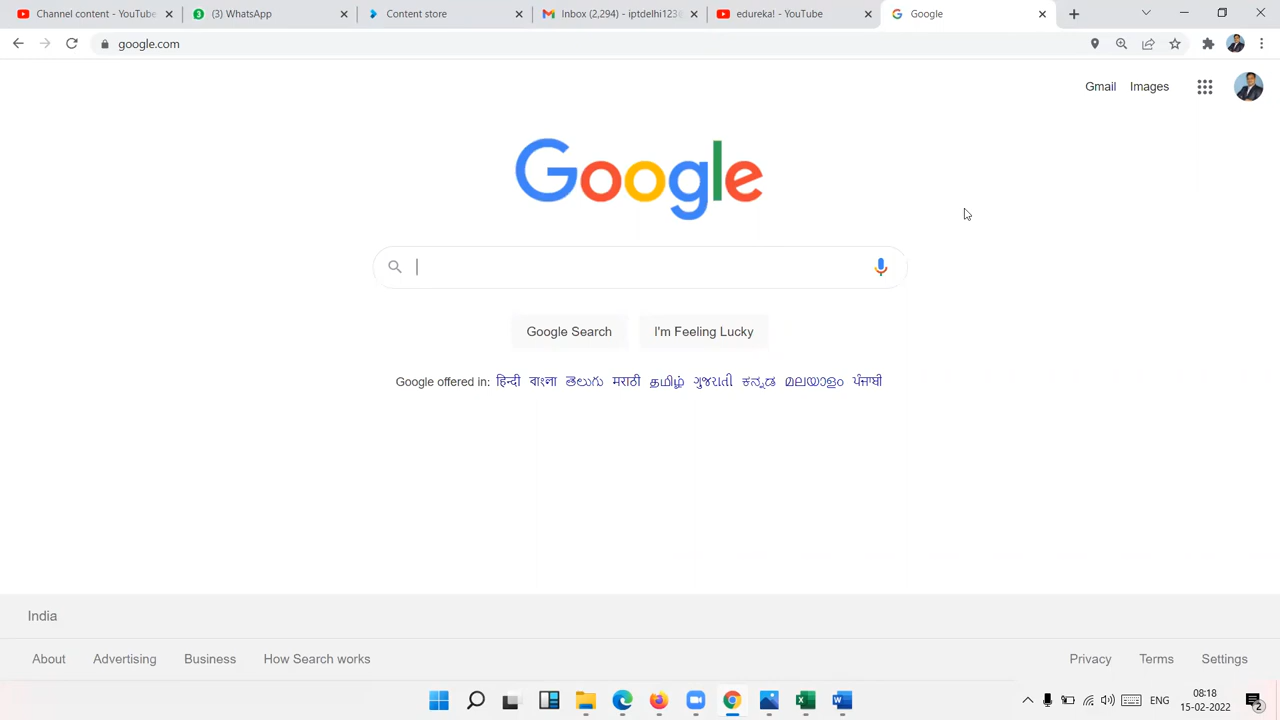 Channel content - YouTube
(3) WhatsApp
Content store
Inbox (2,294) - iptdelhi123@
edureka! - YouTube
Google
google.com
Gmail Images
Google
Google Search
I'm Feeling Lucky
Google offered in: हिन्दी বাংলা తెలుగు मराठी தமிழ் ગુજરાતી ಕನ್ನಡ മലയാളം ਪੰਜਾਬੀ
India
About Advertising Business How Search works
Privacy Terms Settings
ENG
08:18
15-02-2022
2